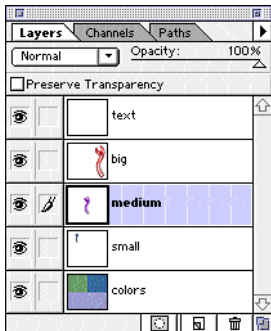 Layers Channels Paths
Normal Opacity: 100%
Preserve Transparency
text
big
medium
small
colors